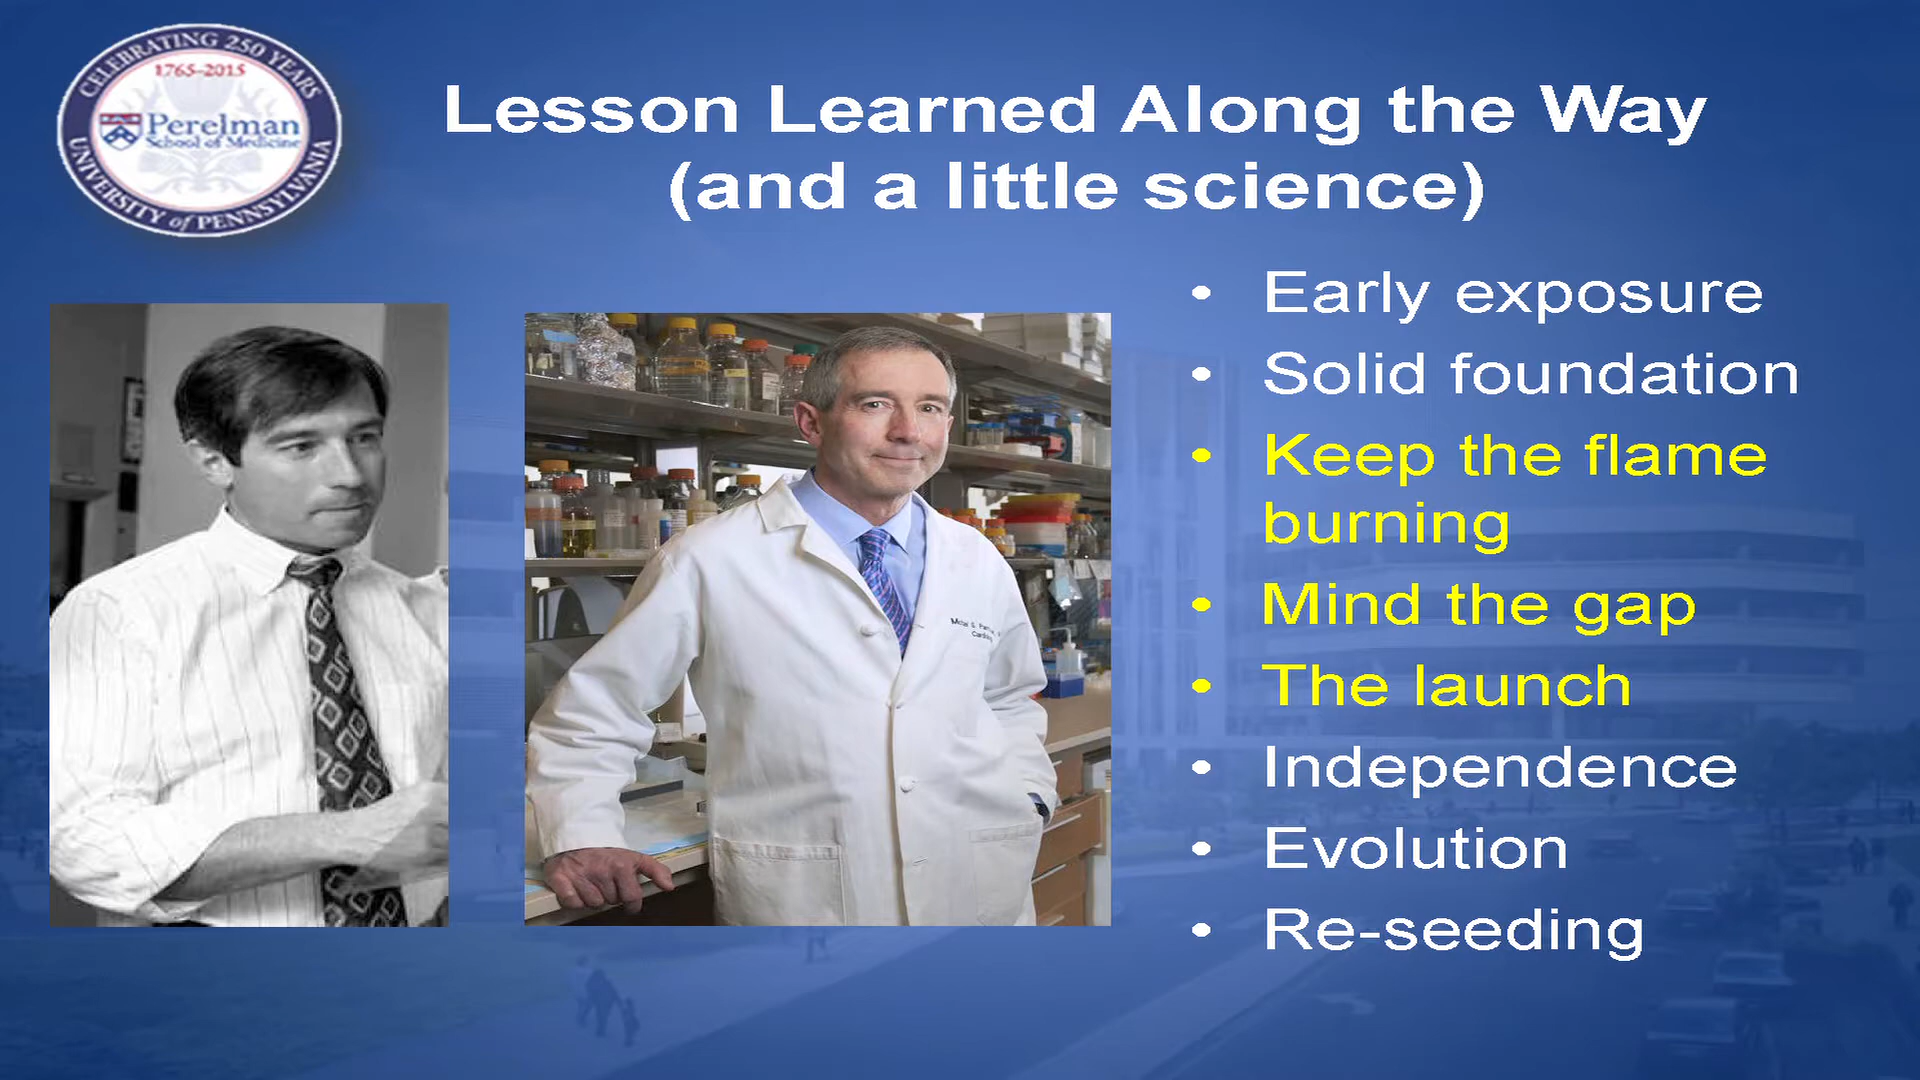 CELEBRATING 250 YEARS
1765-2015
Perelman
School of Medicine
UNIVERSITY of PENNSYLVANIA
Lesson Learned Along the Way
(and a little science)
• Early exposure
• Solid foundation
• Keep the flame
burning
• Mind the gap
• The launch
• Independence
• Evolution
• Re-seeding